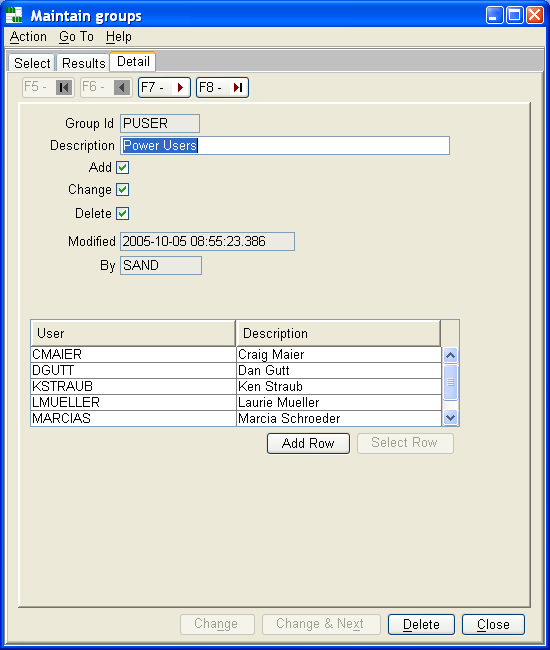 Maintain groups
Action Go To Help
Select Results Detail
F5 - F6 - F7 - F8 -
Group Id PUSER
Description Power Users
Add
Change
Delete
Modified 2005-10-05 08:55:23.386
By SAND
User Description
CMAIER Craig Maier
DGUTT Dan Gutt
KSTRAUB Ken Straub
LMUELLER Laurie Mueller
MARCIAS Marcia Schroeder
Add Row Select Row
Change Change & Next Delete Close